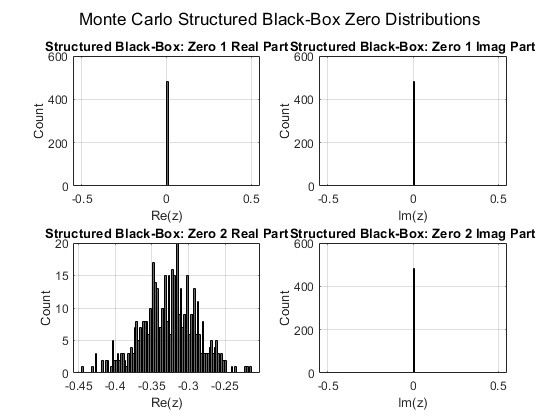 Monte Carlo Structured Black-Box Zero Distributions
Structured Black-Box: Zero 1 Real Part
600
400
200
0
Count
-0.5 0 0.5
Re(z)
Structured Black-Box: Zero 1 Imag Part
600
400
200
0
Count
-0.5 0 0.5
Im(z)
Structured Black-Box: Zero 2 Real Part
20
15
10
5
0
Count
-0.45 -0.4 -0.35 -0.3 -0.25
Re(z)
Structured Black-Box: Zero 2 Imag Part
600
400
200
0
Count
-0.5 0 0.5
Im(z)